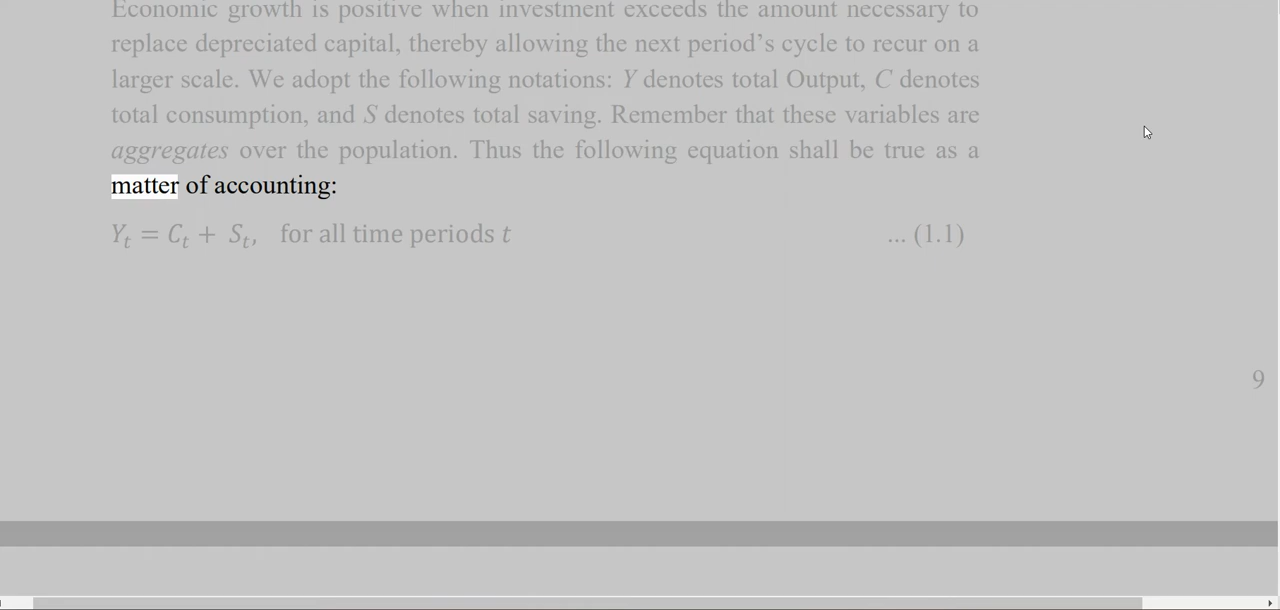 Economic growth is positive when investment exceeds the amount necessary to
replace depreciated capital, thereby allowing the next period’s cycle to recur on a
larger scale. We adopt the following notations: Y denotes total Output, C denotes
total consumption, and S denotes total saving. Remember that these variables are
aggregates over the population. Thus the following equation shall be true as a
matter of accounting:
Yₜ = Cₜ + Sₜ, for all time periods t ... (1.1)
9